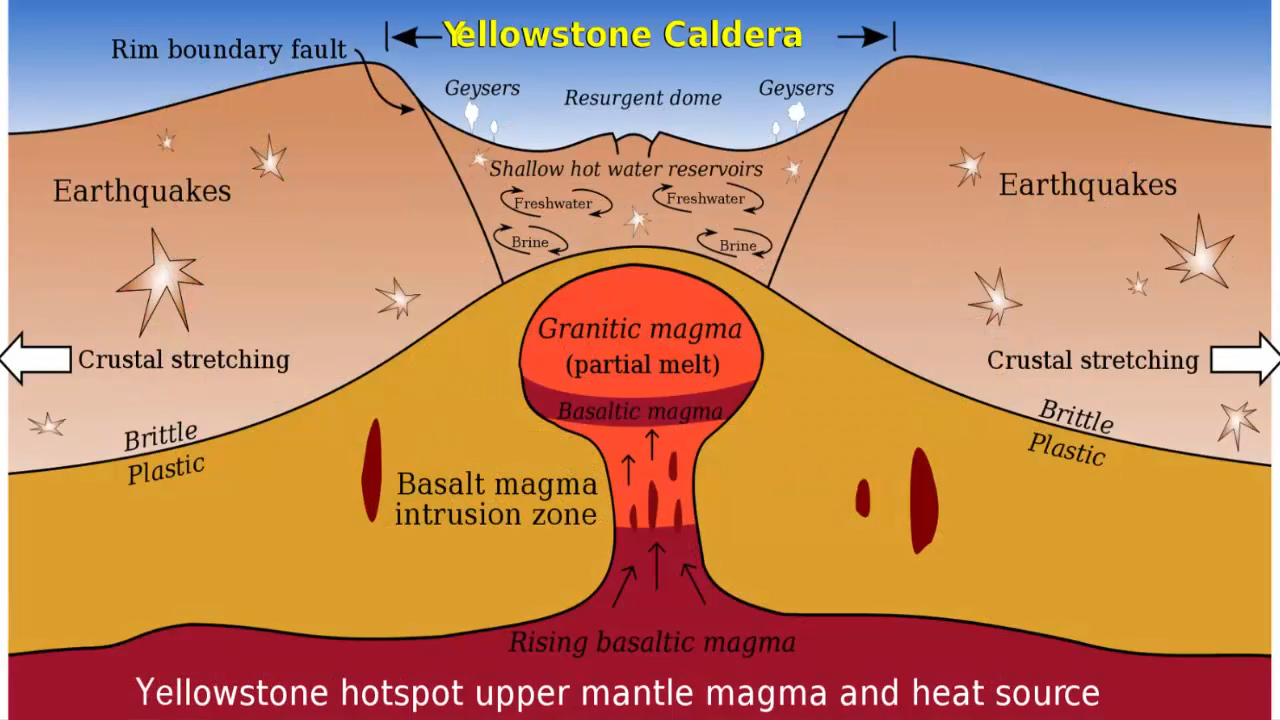 Yellowstone Caldera
Rim boundary fault
Geysers
Geysers
Resurgent dome
Shallow hot water reservoirs
Freshwater
Freshwater
Brine
Brine
Earthquakes
Earthquakes
Granitic magma
(partial melt)
Crustal stretching
Crustal stretching
Basaltic magma
Brittle
Plastic
Brittle
Plastic
Basalt magma
intrusion zone
Rising basaltic magma
Yellowstone hotspot upper mantle magma and heat source